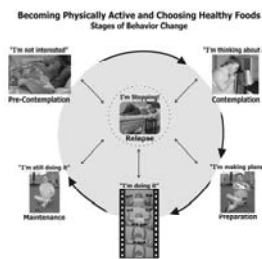 Becoming Physically Active and Choosing Healthy Foods
Stages of Behavior Change
"I'm not interested"
"I'm thinking about
Pre-Contemplation
Contemplation
I'm Stopping
Relapse
"I'm still doing it"
"I'm doing it"
"I'm making plans
Maintenance
Preparation